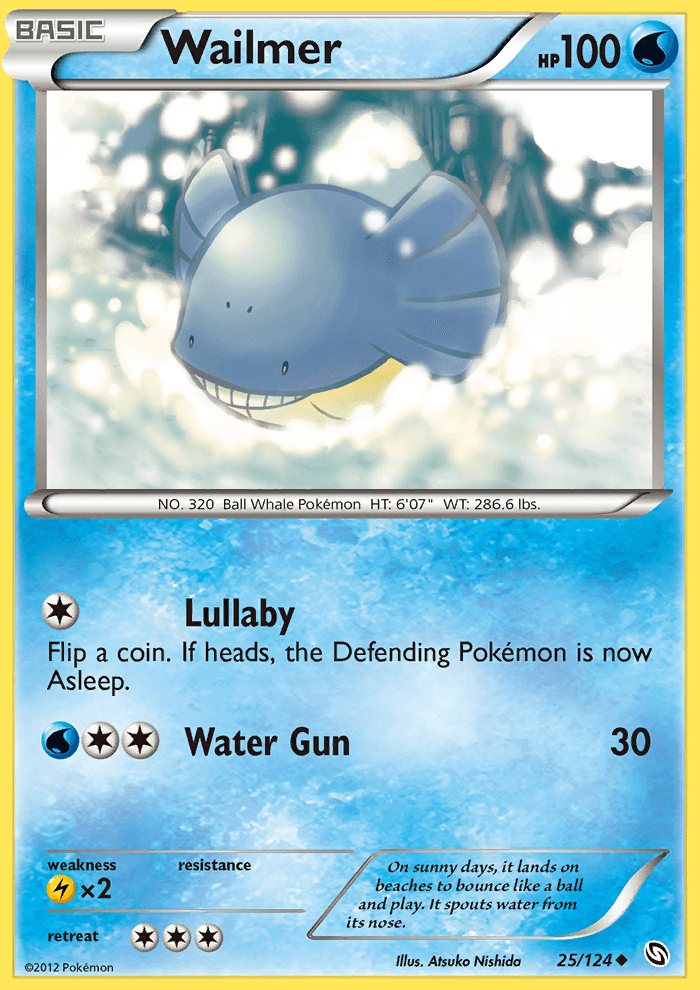 BASIC
Wailmer
HP100
NO. 320 Ball Whale Pokémon HT: 6'07" WT: 286.6 lbs.
Lullaby
Flip a coin. If heads, the Defending Pokémon is now
Asleep.
Water Gun 30
weakness resistance
×2
On sunny days, it lands on
beaches to bounce like a ball
and play. It spouts water from
its nose.
retreat
Illus. Atsuko Nishida 25/124
©2012 Pokémon